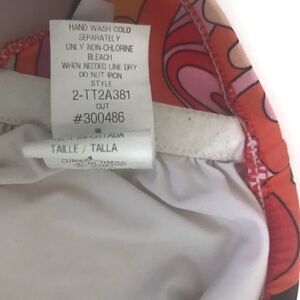 HAND WASH COLD
SEPARATELY
ONLY NON-CHLORINE
BLEACH
WHEN NEEDED LINE DRY
DO NOT IRON
STYLE
2-TT2A381
CUT
#300486
TAILLE / TALLA